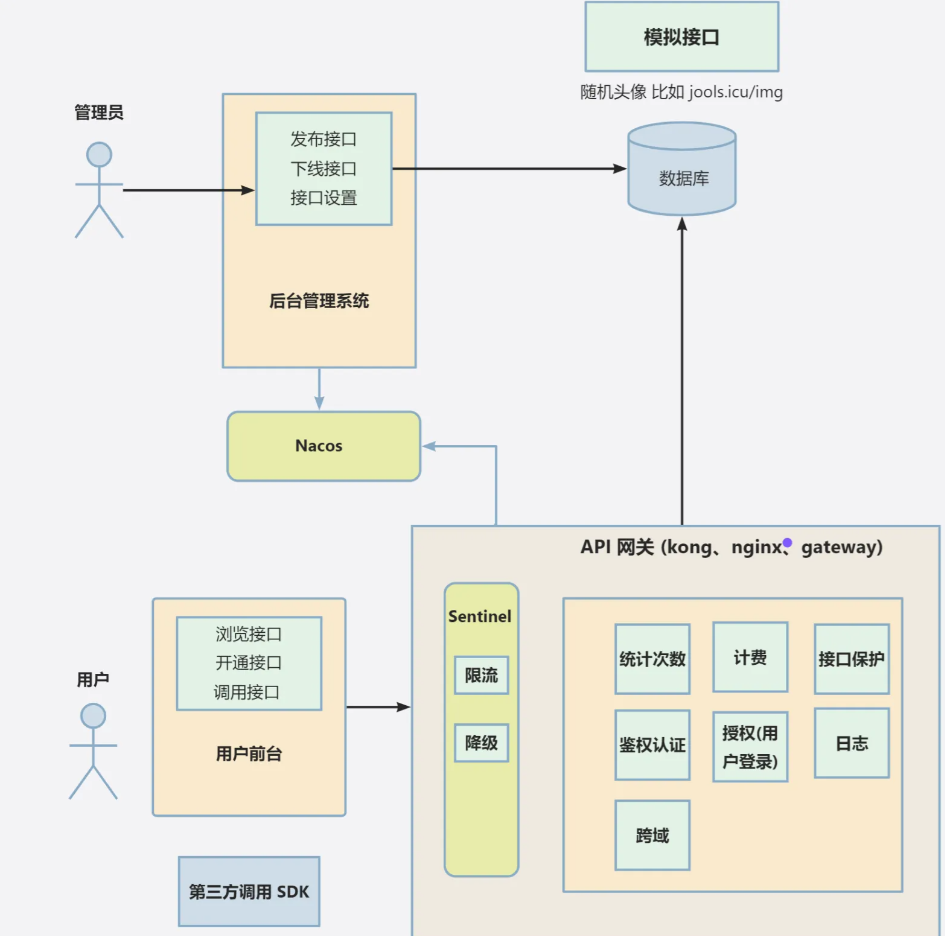 模拟接口
随机头像 比如 jools.icu/img
管理员
发布接口
下线接口
接口设置
数据库
后台管理系统
Nacos
API 网关 (kong、nginx、gateway)
Sentinel
限流
降级
统计次数
计费
接口保护
鉴权认证
授权(用
户登录)
日志
跨域
用户
浏览接口
开通接口
调用接口
用户前台
第三方调用 SDK